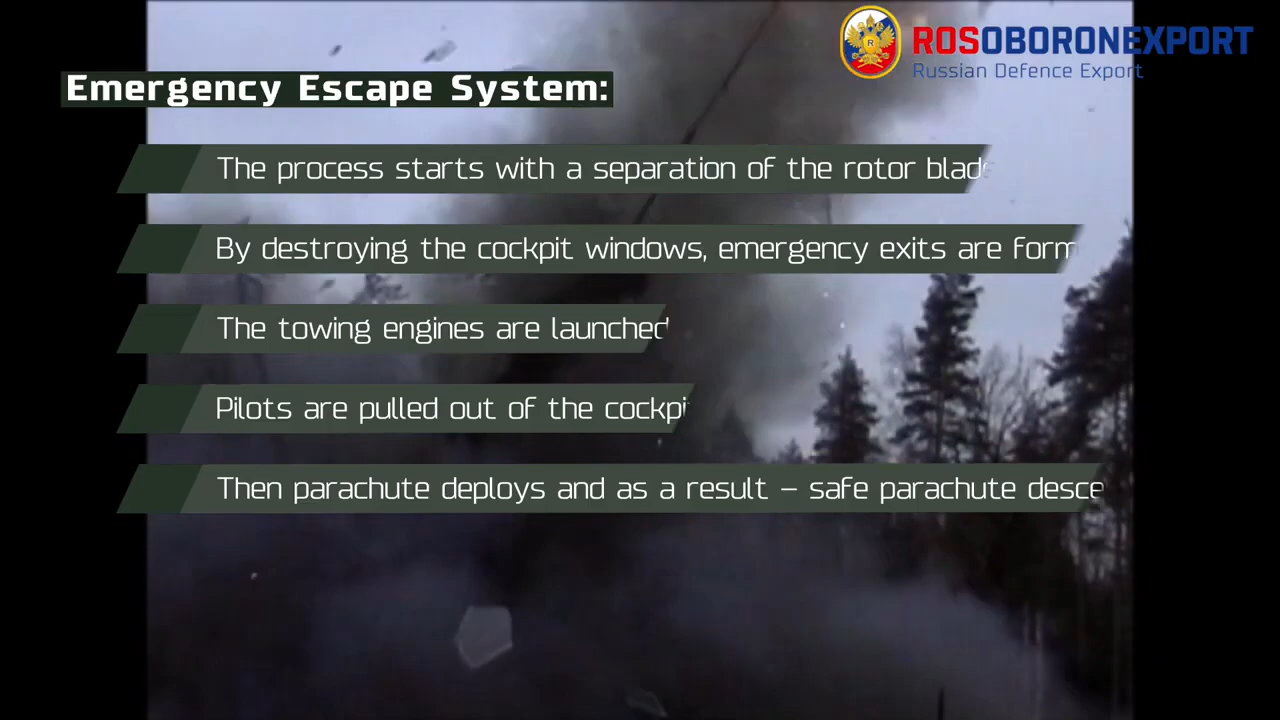 ROSOBORONEXPORT
Russian Defence Export
Emergency Escape System:
The process starts with a separation of the rotor
By destroying the cockpit windows, emergency exits are
The towing engines are launched
Pilots are pulled out of the
Then parachute deploys and as a result – safe parachute